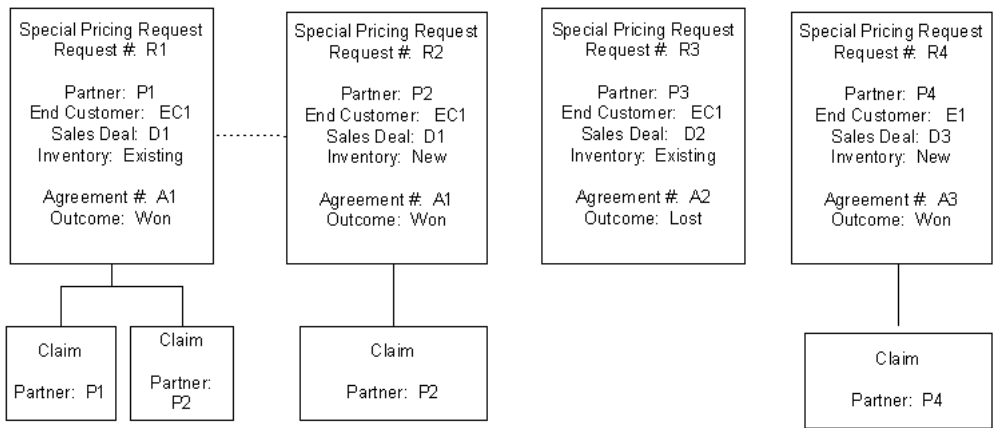 Special Pricing Request
Request #: R1
Partner: P1
End Customer: EC1
Sales Deal: D1
Inventory: Existing
Agreement #: A1
Outcome: Won
Special Pricing Request
Request #: R2
Partner: P2
End Customer: EC1
Sales Deal: D1
Inventory: New
Agreement #: A1
Outcome: Won
Special Pricing Request
Request #: R3
Partner: P3
End Customer: EC1
Sales Deal: D2
Inventory: Existing
Agreement #: A2
Outcome: Lost
Special Pricing Request
Request #: R4
Partner: P4
End Customer: E1
Sales Deal: D3
Inventory: New
Agreement #: A3
Outcome: Won
Claim
Partner: P1
Claim
Partner:
P2
Claim
Partner: P2
Claim
Partner: P4